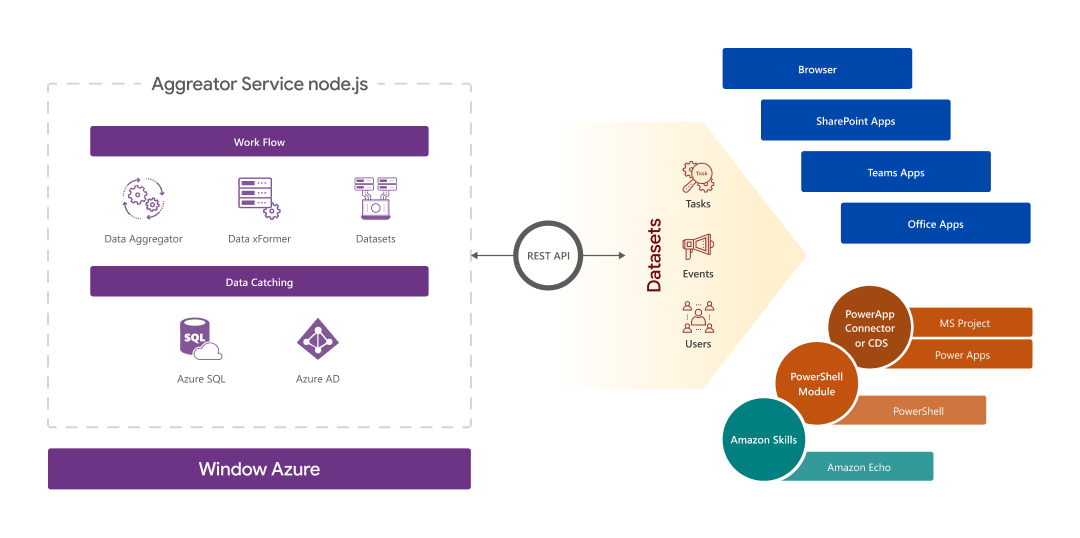 Aggreator Service node.js
Work Flow
Data Aggregator
Data xFormer
Datasets
Data Catching
SQL
Azure SQL
Azure AD
Window Azure
REST API
Datasets
Task
Tasks
Events
Users
Browser
SharePoint Apps
Teams Apps
Office Apps
PowerApp
Connector
or CDS
MS Project
Power Apps
PowerShell
Module
PowerShell
Amazon Skills
Amazon Echo